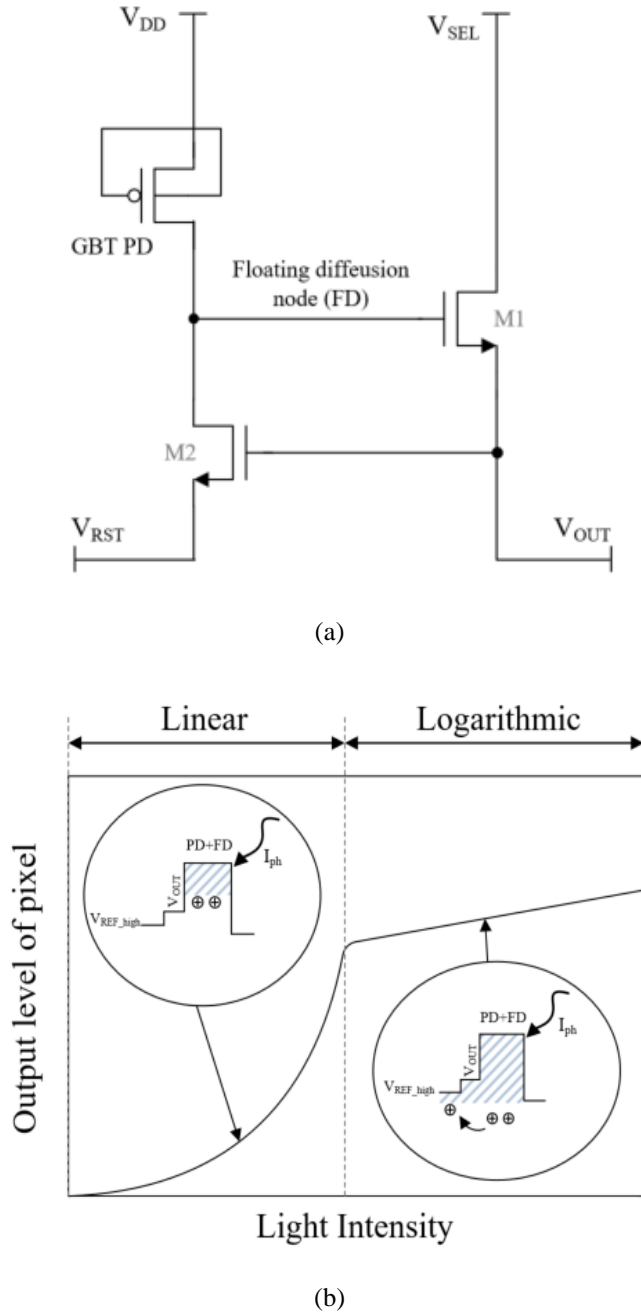 V_DD
V_SEL
GBT PD
Floating diffeusion
node (FD)
M1
M2
V_RST
V_OUT
(a)
Linear
Logarithmic
PD+FD
I_ph
V_OUT
V_REF_high
PD+FD
I_ph
V_OUT
V_REF_high
Output level of pixel
Light Intensity
(b)